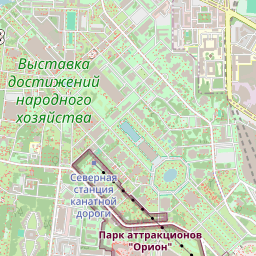 Выставка
достижений
народного
хозяйства
Северная
станция
канатной
дороги
Парк аттракционов
"Орион"